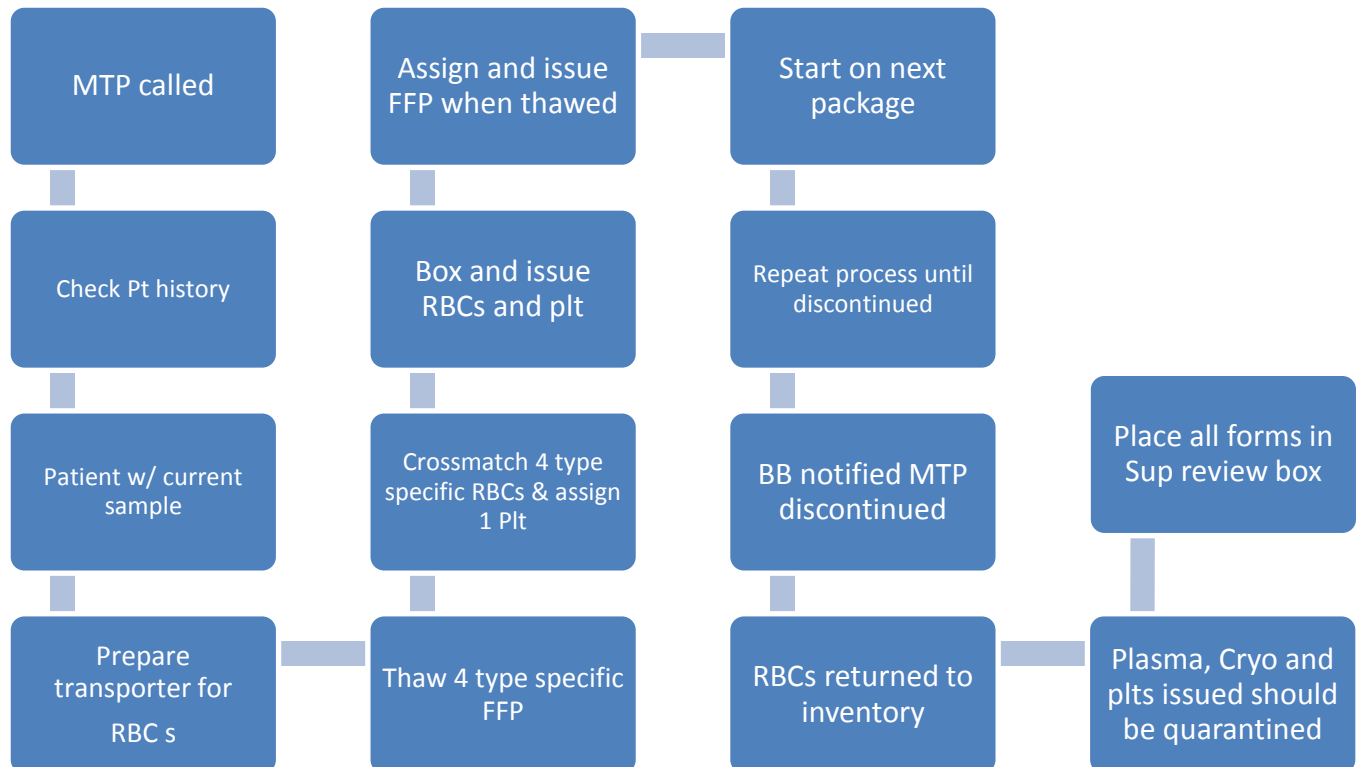 MTP called
Check Pt history
Patient w/ current
sample
Prepare
transporter for
RBC s
Thaw 4 type specific
FFP
Crossmatch 4 type
specific RBCs & assign
1 Plt
Box and issue
RBCs and plt
Assign and issue
FFP when thawed
Start on next
package
Repeat process until
discontinued
BB notified MTP
discontinued
RBCs returned to
inventory
Plasma, Cryo and
plts issued should
be quarantined
Place all forms in
Sup review box